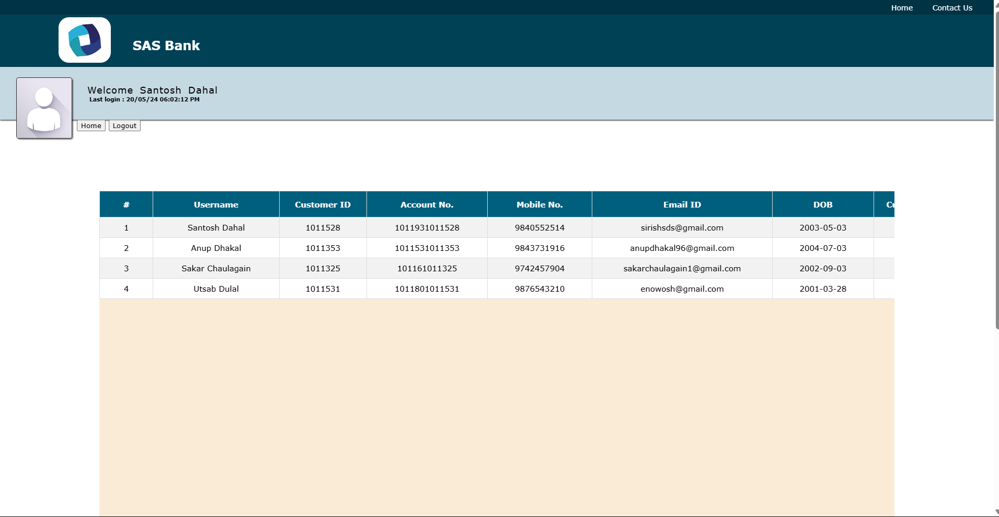 Home Contact Us
SAS Bank
Welcome Santosh Dahal
Last login : 20/05/24 06:02:12 PM
Home Logout
# Username Customer ID Account No. Mobile No. Email ID DOB
1 Santosh Dahal 1011528 1011931011528 9840552514 sirishsds@gmail.com 2003-05-03
2 Anup Dhakal 1011353 1011531011353 9843731916 anupdhakal96@gmail.com 2004-07-03
3 Sakar Chaulagain 1011325 101161011325 9742457904 sakarchaulagain1@gmail.com 2002-09-03
4 Utsab Dulal 1011531 1011801011531 9876543210 enowosh@gmail.com 2001-03-28